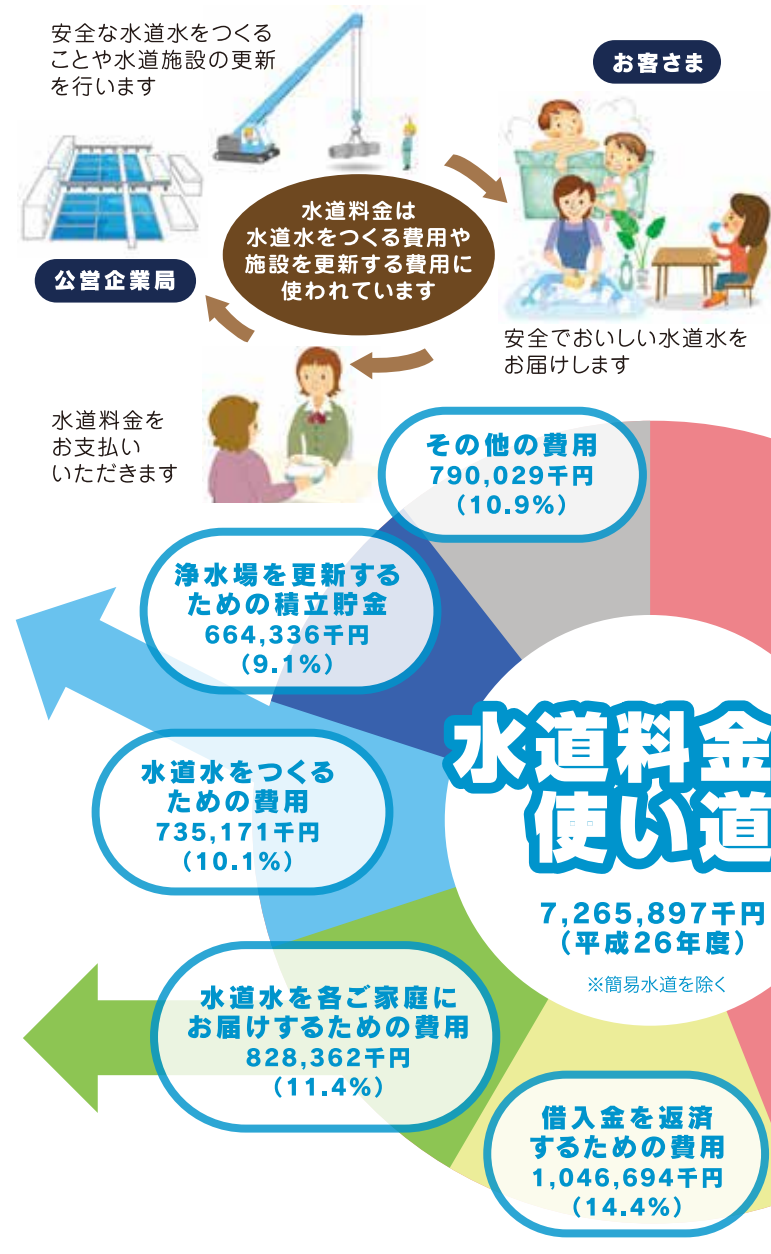 安全な水道水をつくる
ことや水道施設の更新
を行います
お客さま
水道料金は
水道水をつくる費用や
施設を更新する費用に
使われています
公営企業局
安全でおいしい水道水を
お届けします
水道料金を
お支払い
いただきます
その他の費用
790,029千円
(10.9%)
浄水場を更新する
ための積立貯金
664,336千円
(9.1%)
水道水をつくる
ための費用
735,171千円
(10.1%)
水道料金
使い道
7,265,897千円
(平成26年度)
※簡易水道を除く
水道水を各ご家庭に
お届けするための費用
828,362千円
(11.4%)
借入金を返済
するための費用
1,046,694千円
(14.4%)